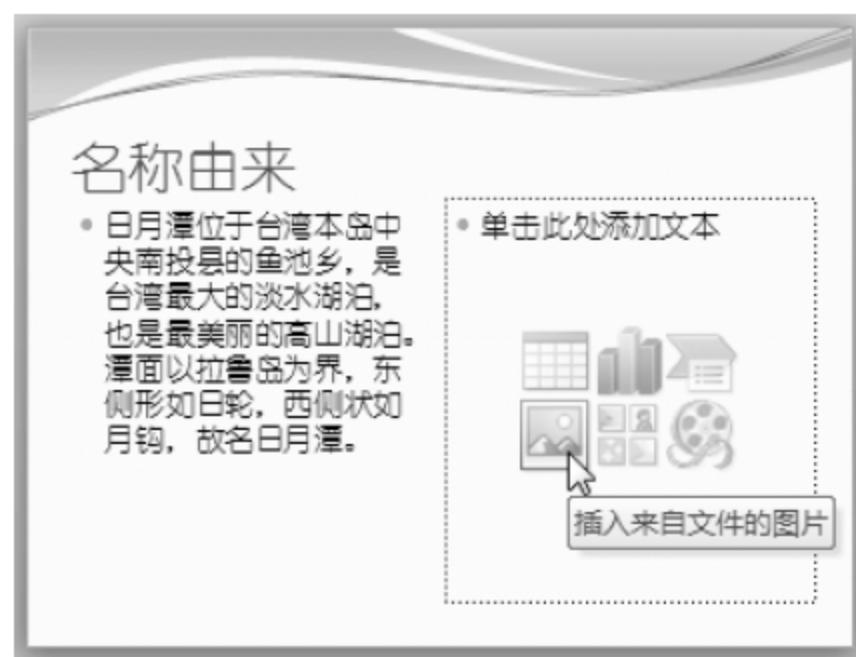 名称由来
• 日月潭位于台湾本岛中
央南投县的鱼池乡，是
台湾最大的淡水湖泊，
也是最美丽的高山湖泊。
潭面以拉鲁岛为界，东
侧形如日轮，西侧状如
月钩，故名日月潭。
• 单击此处添加文本
插入来自文件的图片